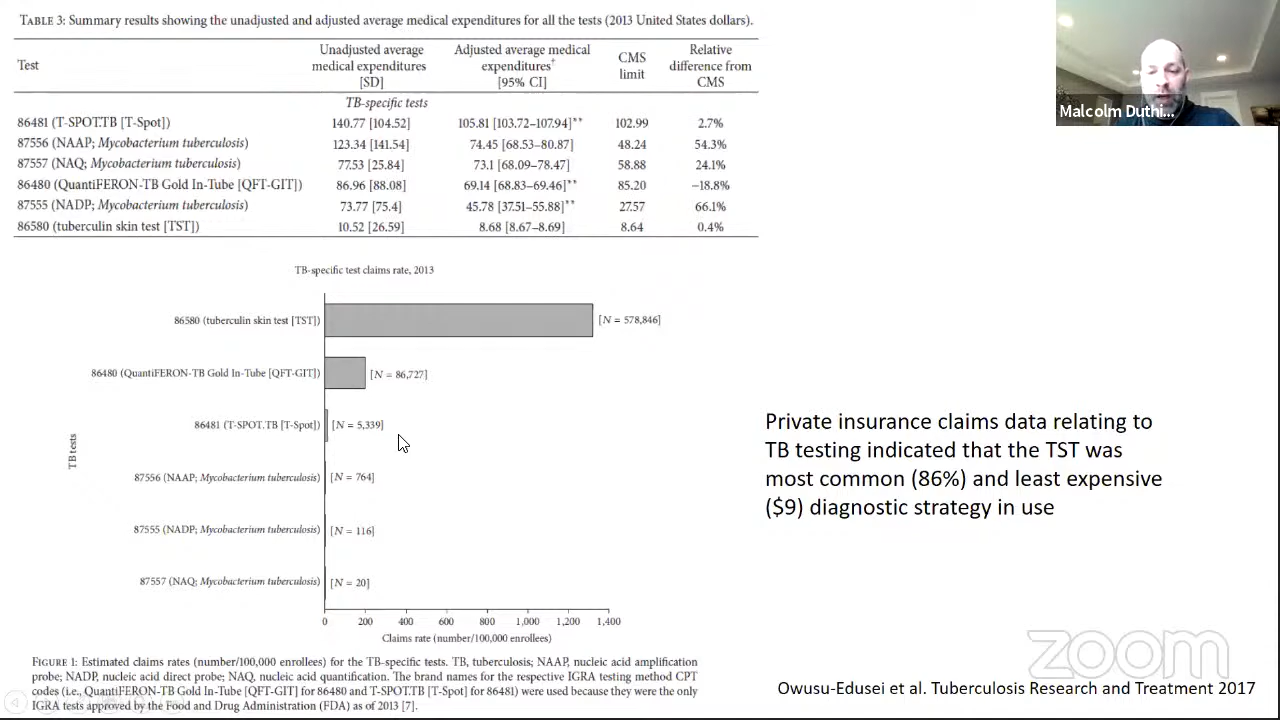 TABLE 3: Summary results showing the unadjusted and adjusted average medical expenditures for all the tests (2013 United States dollars).
Test
Unadjusted average medical expenditures [SD]
Adjusted average medical expenditures† [95% CI]
CMS limit
Relative difference from CMS
TB-specific tests
86481 (T-SPOT.TB [T-Spot]) 140.77 [104.52] 105.81 [103.72–107.94]** 102.99 2.7%
87556 (NAAP; Mycobacterium tuberculosis) 123.34 [141.54] 74.45 [68.53–80.87] 48.24 54.3%
87557 (NAQ; Mycobacterium tuberculosis) 77.53 [25.84] 73.1 [68.09–78.47] 58.88 24.1%
86480 (QuantiFERON-TB Gold In-Tube [QFT-GIT]) 86.96 [88.08] 69.14 [68.83–69.46]** 85.20 −18.8%
87555 (NADP; Mycobacterium tuberculosis) 73.77 [75.4] 45.78 [37.51–55.88]** 27.57 66.1%
86580 (tuberculin skin test [TST]) 10.52 [26.59] 8.68 [8.67–8.69] 8.64 0.4%
Malcolm Duthi...
TB-specific test claims rate, 2013
86580 (tuberculin skin test [TST]) [N = 578,846]
86480 (QuantiFERON-TB Gold In-Tube [QFT-GIT]) [N = 86,727]
86481 (T-SPOT.TB [T-Spot]) [N = 5,339]
87556 (NAAP; Mycobacterium tuberculosis) [N = 764]
87555 (NADP; Mycobacterium tuberculosis) [N = 116]
87557 (NAQ; Mycobacterium tuberculosis) [N = 20]
TB tests
0 200 400 600 800 1,000 1,200 1,400
Claims rate (number/100,000 enrollees)
FIGURE 1: Estimated claims rates (number/100,000 enrollees) for the TB-specific tests. TB, tuberculosis; NAAP, nucleic acid amplification
probe; NADP, nucleic acid direct probe; NAQ, nucleic acid quantification. The brand names for the respective IGRA testing method CPT
codes (i.e., QuantiFERON-TB Gold In-Tube [QFT-GIT] for 86480 and T-SPOT.TB [T-Spot] for 86481) were used because they were the only
IGRA tests approved by the Food and Drug Administration (FDA) as of 2013 [7].
Private insurance claims data relating to
TB testing indicated that the TST was
most common (86%) and least expensive
($9) diagnostic strategy in use
zoom
Owusu-Edusei et al. Tuberculosis Research and Treatment 2017